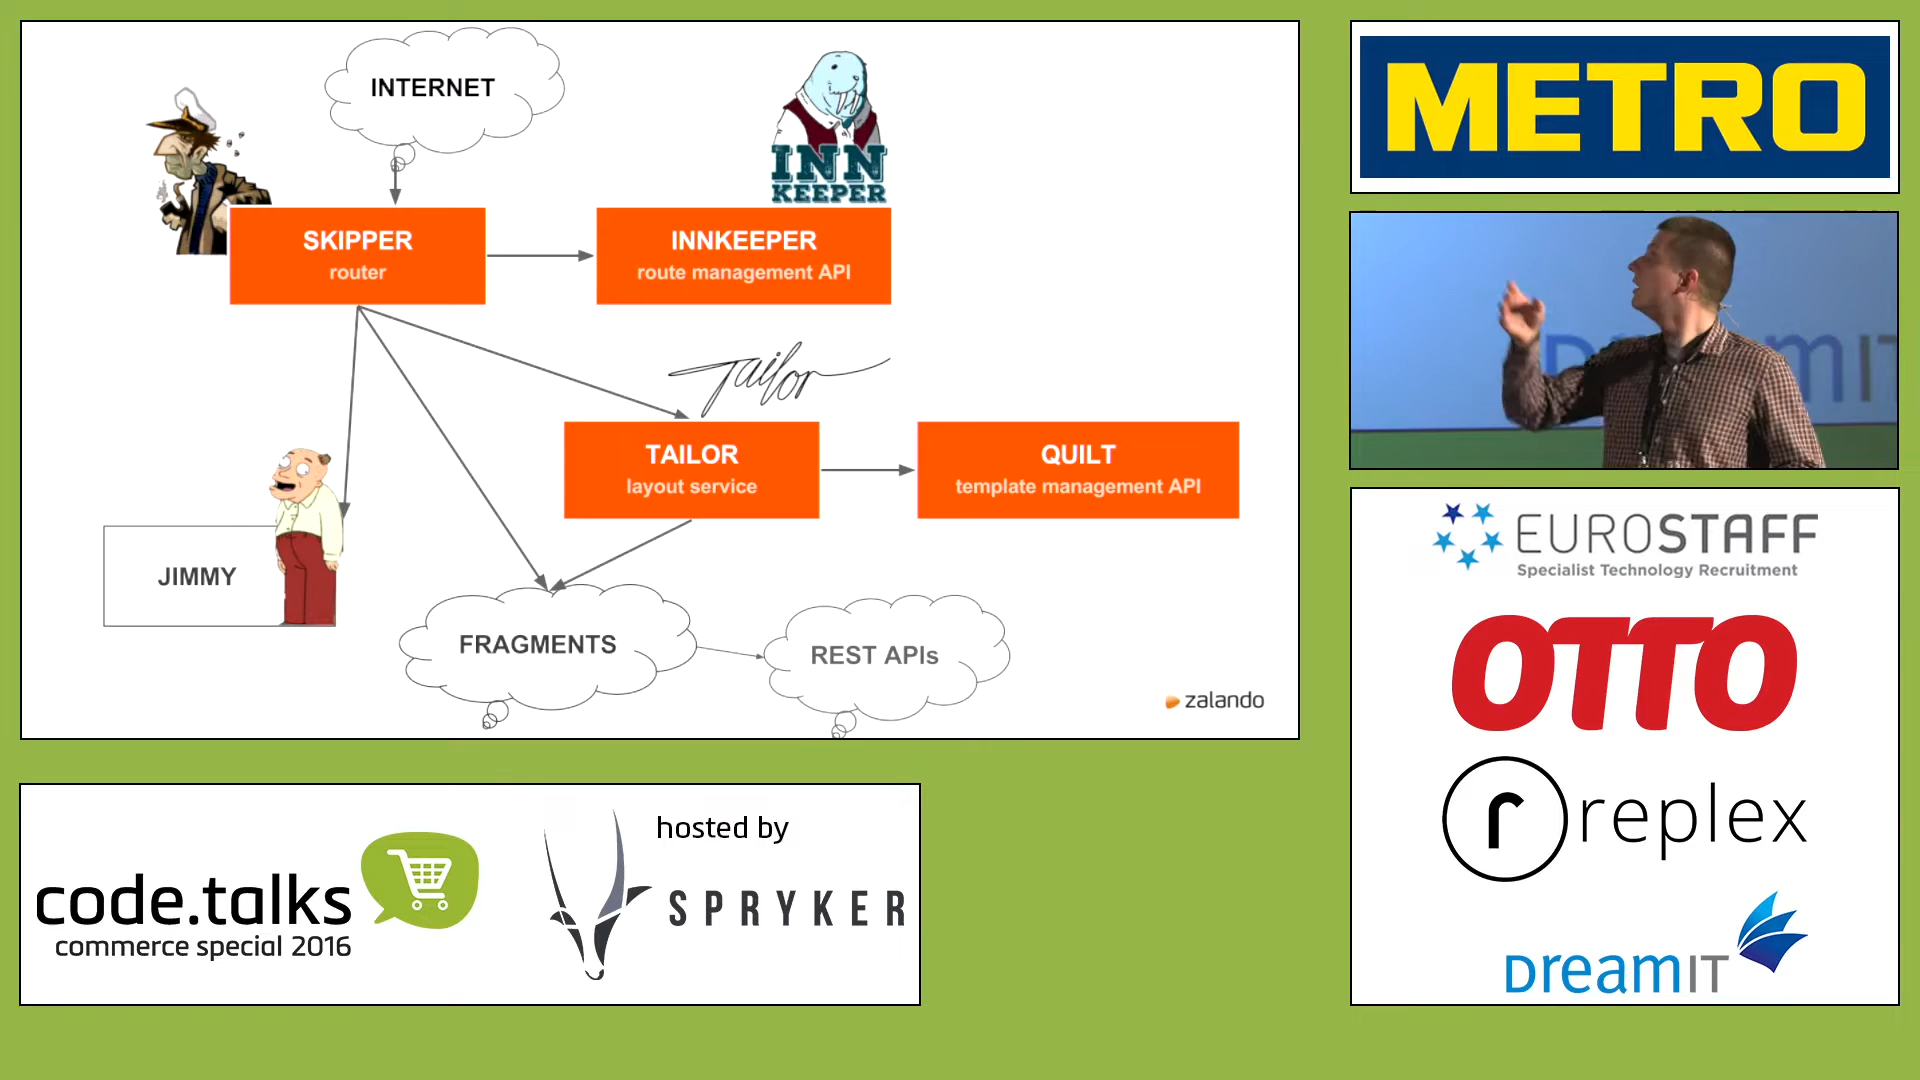 INTERNET
INN
KEEPER
SKIPPER
router
INNKEEPER
route management API
Tailor
TAILOR
layout service
QUILT
template management API
JIMMY
FRAGMENTS
REST APIs
zalando
METRO
EUROSTAFF
Specialist Technology Recruitment
OTTO
r replex
DreamIT
code.talks
commerce special 2016
hosted by
SPRYKER